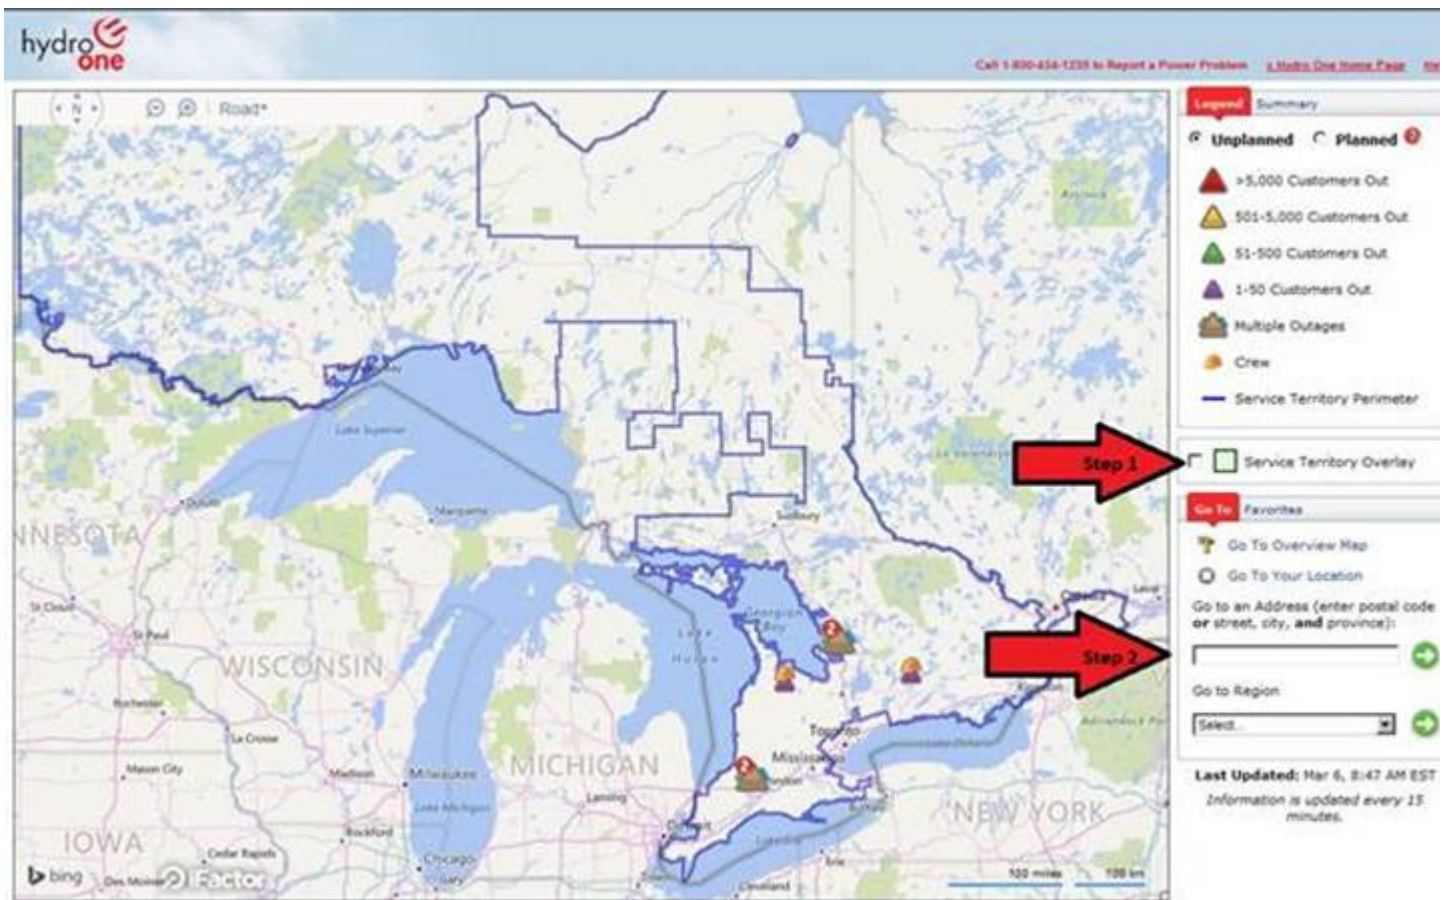 hydro
one
Call 1-800-434-1235 to Report a Power Problem
Hydro One Home Page
N
Road
Legend
Summary
Unplanned
Planned
?
>5,000 Customers Out
501-5,000 Customers Out
51-500 Customers Out
1-50 Customers Out
Multiple Outages
Crew
Service Territory Perimeter
Step 1
Service Territory Overlay
Go To
Favorites
Go To Overview Map
Go To Your Location
Go to an Address (enter postal code
or street, city, and province):
Step 2
Go to Region
Select...
Last Updated: Mar 6, 8:47 AM EST
Information is updated every 15
minutes.
Lake Superior
Duluth
Marquette
Sudbury
NNESOTA
St Cloud
St Paul
Ottawa
Laval
Georgian
Bay
Lake
Huron
2
WISCONSIN
Rochester
La Crosse
Toronto
Mississauga
Mason City
Madison
Milwaukee
MICHIGAN
2
London
Lansing
Lake Michigan
Rockford
Detroit
Buffalo
NEW YORK
IOWA
Cedar Rapids
Chicago
Gary
Erie
Cleveland
bing
Des Moines
iFactor
100 miles
100 km